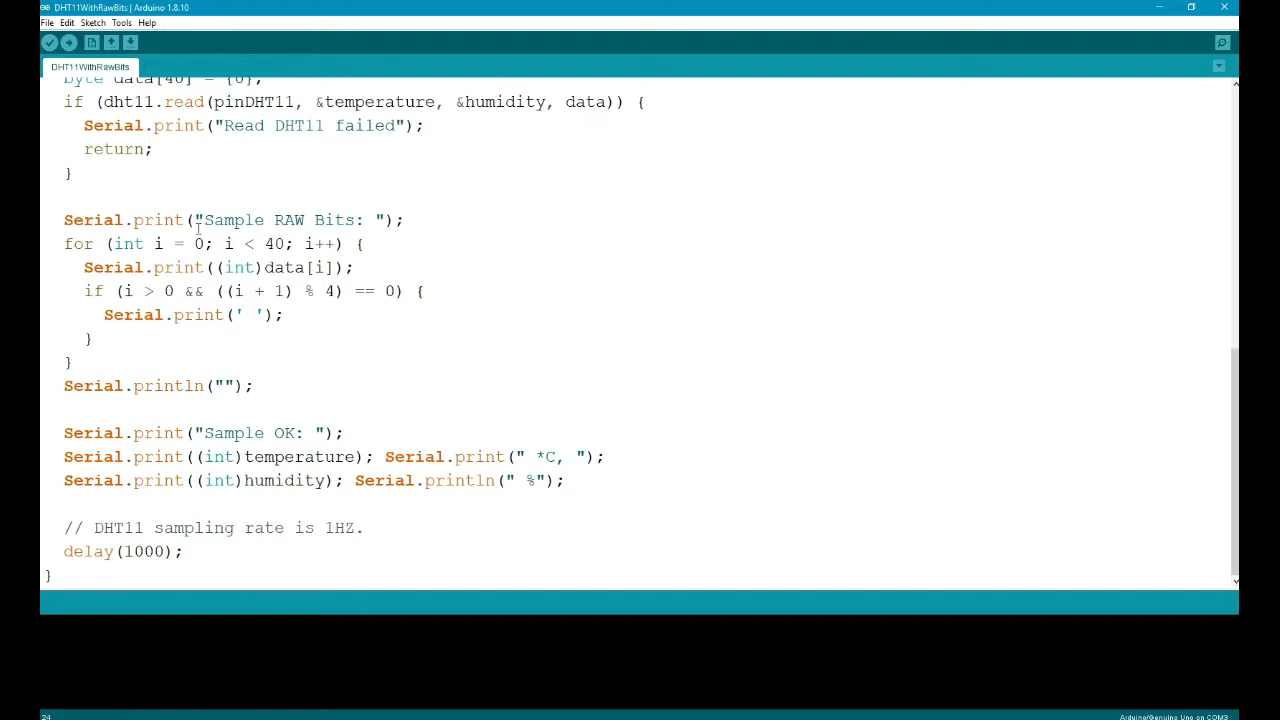 DHT11WithRawBits | Arduino 1.8.10
File Edit Sketch Tools Help
DHT11WithRawBits
byte data[40] = {0};
if (dht11.read(pinDHT11, &temperature, &humidity, data)) {
Serial.print("Read DHT11 failed");
return;
}
Serial.print("Sample RAW Bits: ");
for (int i = 0; i < 40; i++) {
Serial.print((int)data[i]);
if (i > 0 && ((i + 1) % 4) == 0) {
Serial.print(' ');
}
}
Serial.println("");
Serial.print("Sample OK: ");
Serial.print((int)temperature); Serial.print(" *C, ");
Serial.print((int)humidity); Serial.println(" %");
// DHT11 sampling rate is 1HZ.
delay(1000);
}
24 Arduino/Genuino Uno on COM3